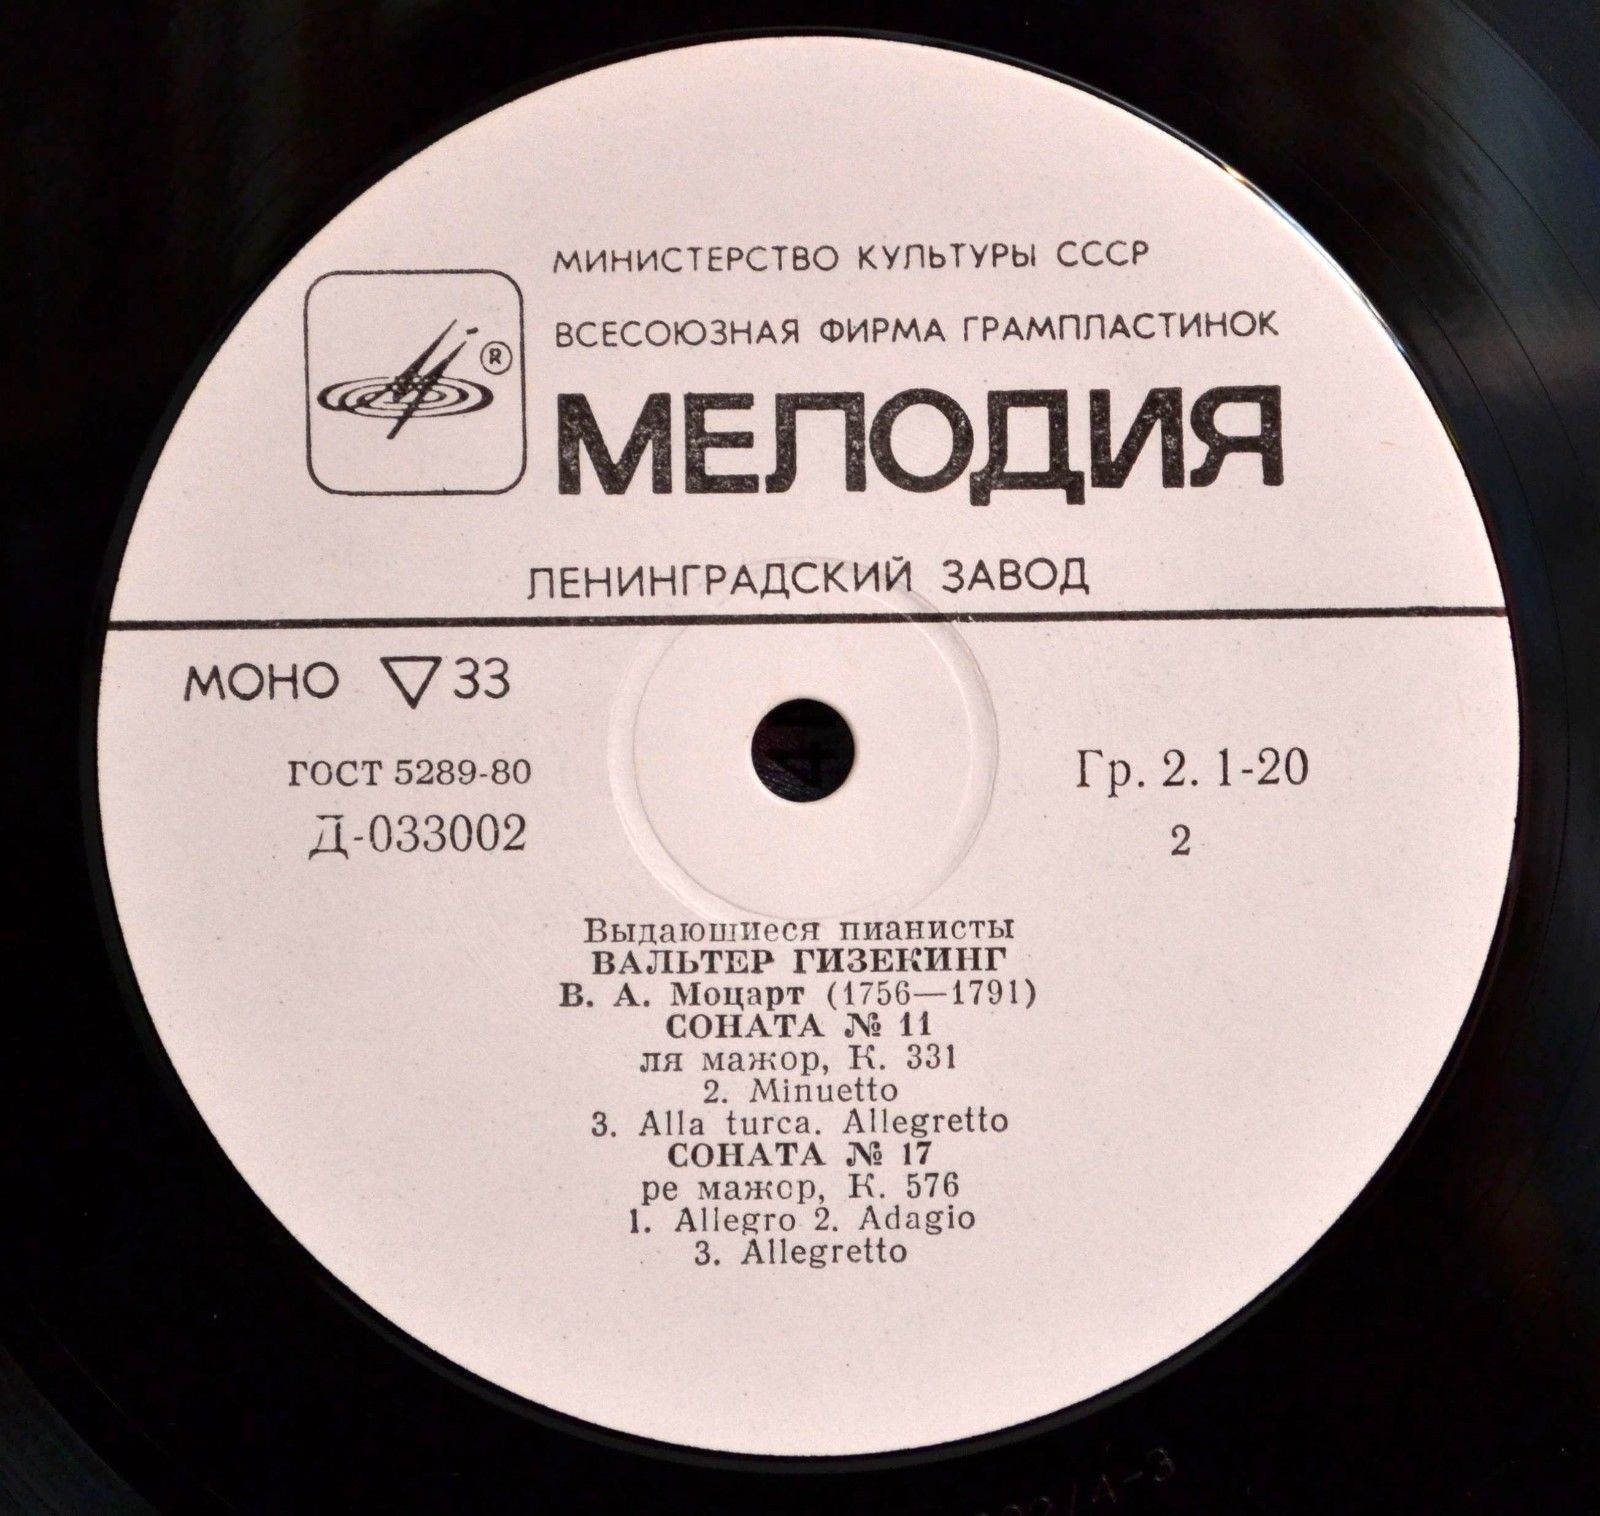 МИНИСТЕРСТВО КУЛЬТУРЫ СССР
ВСЕСОЮЗНАЯ ФИРМА ГРАМПЛАСТИНОК
®
МЕЛОДИЯ
ЛЕНИНГРАДСКИЙ ЗАВОД
МОНО ▽ 33
ГОСТ 5289-80
Гр. 2. 1-20
Д-033002
2
Выдающиеся пианисты
ВАЛЬТЕР ГИЗЕКИНГ
В. А. Моцарт (1756—1791)
СОНАТА № 11
ля мажор, К. 331
2. Minuetto
3. Alla turca. Allegretto
СОНАТА № 17
ре мажор, К. 576
1. Allegro 2. Adagio
3. Allegretto